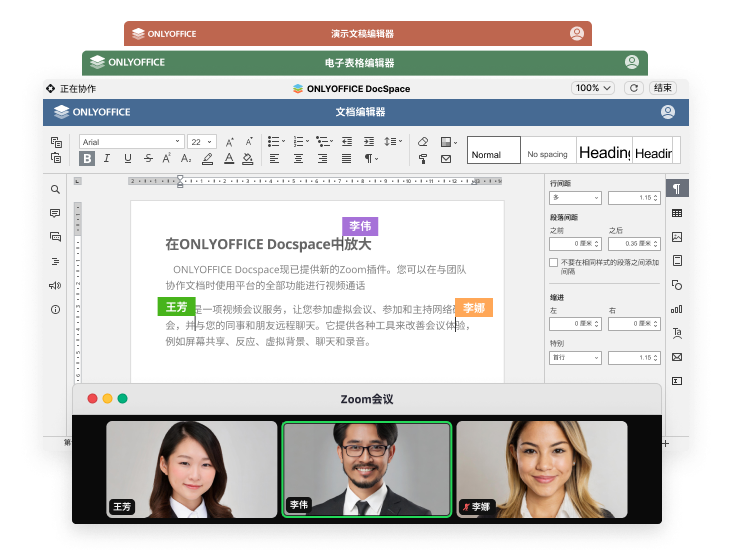 ONLYOFFICE
演示文稿编辑器
ONLYOFFICE
电子表格编辑器
正在协作
ONLYOFFICE DocSpace
100%
结束
ONLYOFFICE
文档编辑器
Arial
22
B I U S A A
Normal
No spacing
Heading
Headin
行间距
多
1.15
段落间距
之前
之后
0 厘米
0.35 厘米
不要在相同样式的段落之间添加
间隔
缩进
左
右
0 厘米
0 厘米
特别
首行
1.15
李伟
在ONLYOFFICE Docspace中放大
ONLYOFFICE Docspace现已提供新的Zoom插件。您可以在与团队
协作文档时使用平台的全部功能进行视频通话
王芳
是一项视频会议服务，让您参加虚拟会议、参加和主持网络
李娜
会，并与您的同事和朋友远程聊天。它提供各种工具来改善会议体验，
例如屏幕共享、反应、虚拟背景、聊天和录音。
Zoom会议
王芳
李伟
李娜